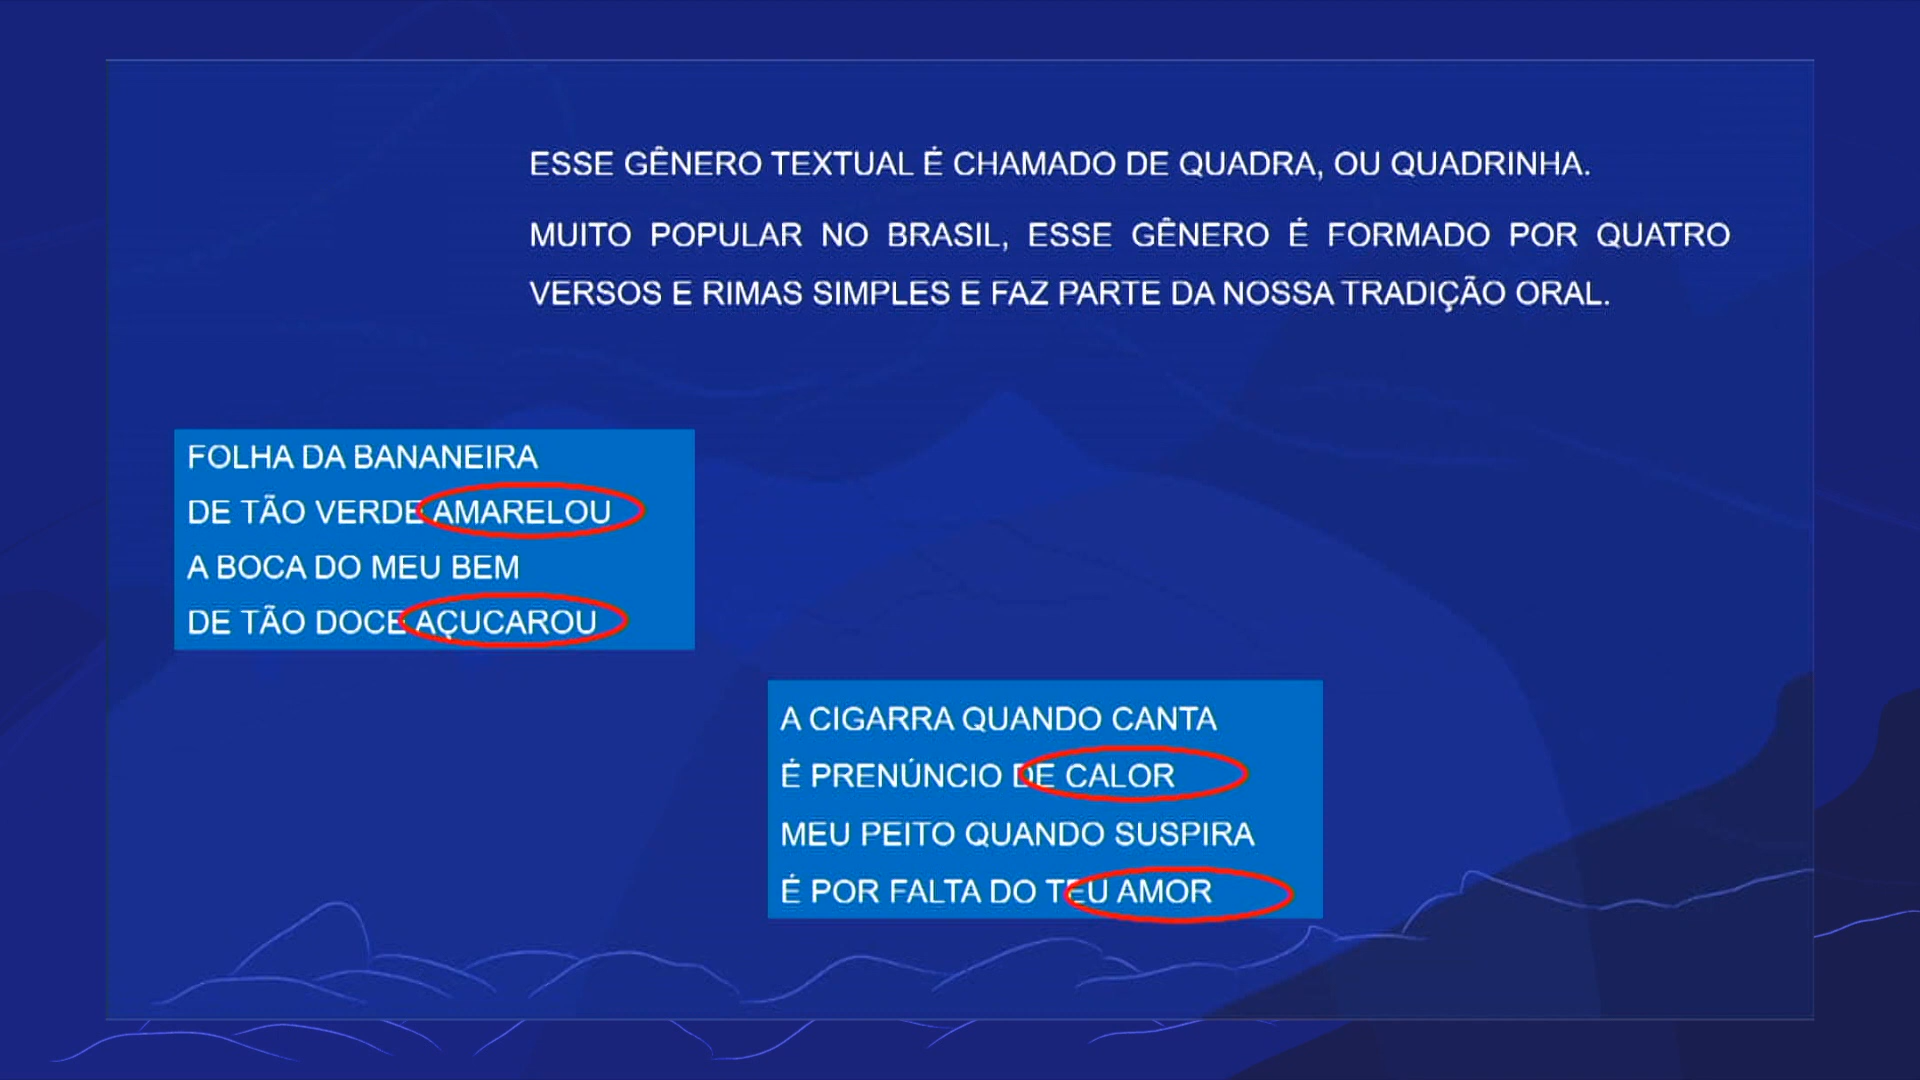 ESSE GÊNERO TEXTUAL É CHAMADO DE QUADRA, OU QUADRINHA.
MUITO POPULAR NO BRASIL, ESSE GÊNERO É FORMADO POR QUATRO
VERSOS E RIMAS SIMPLES E FAZ PARTE DA NOSSA TRADIÇÃO ORAL.
FOLHA DA BANANEIRA
DE TÃO VERDE AMARELOU
A BOCA DO MEU BEM
DE TÃO DOCE AÇUCAROU
A CIGARRA QUANDO CANTA
É PRENÚNCIO DE CALOR
MEU PEITO QUANDO SUSPIRA
É POR FALTA DO TEU AMOR